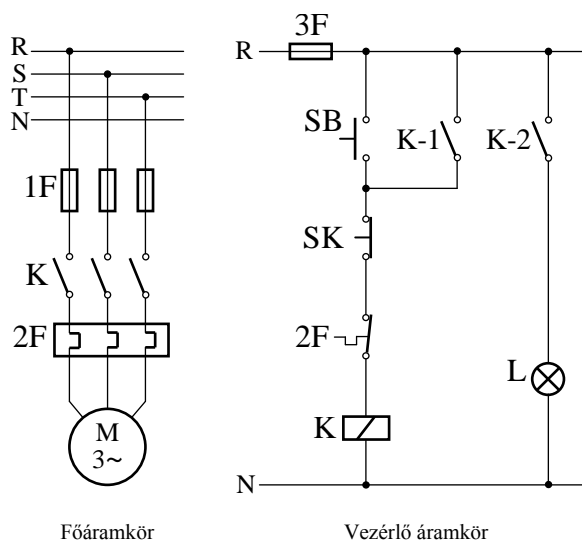 R
S
T
N
1F
K
2F
M
3~
Főáramkör
R
3F
SB
K-1
K-2
SK
2F
L
K
N
Vezérlő áramkör